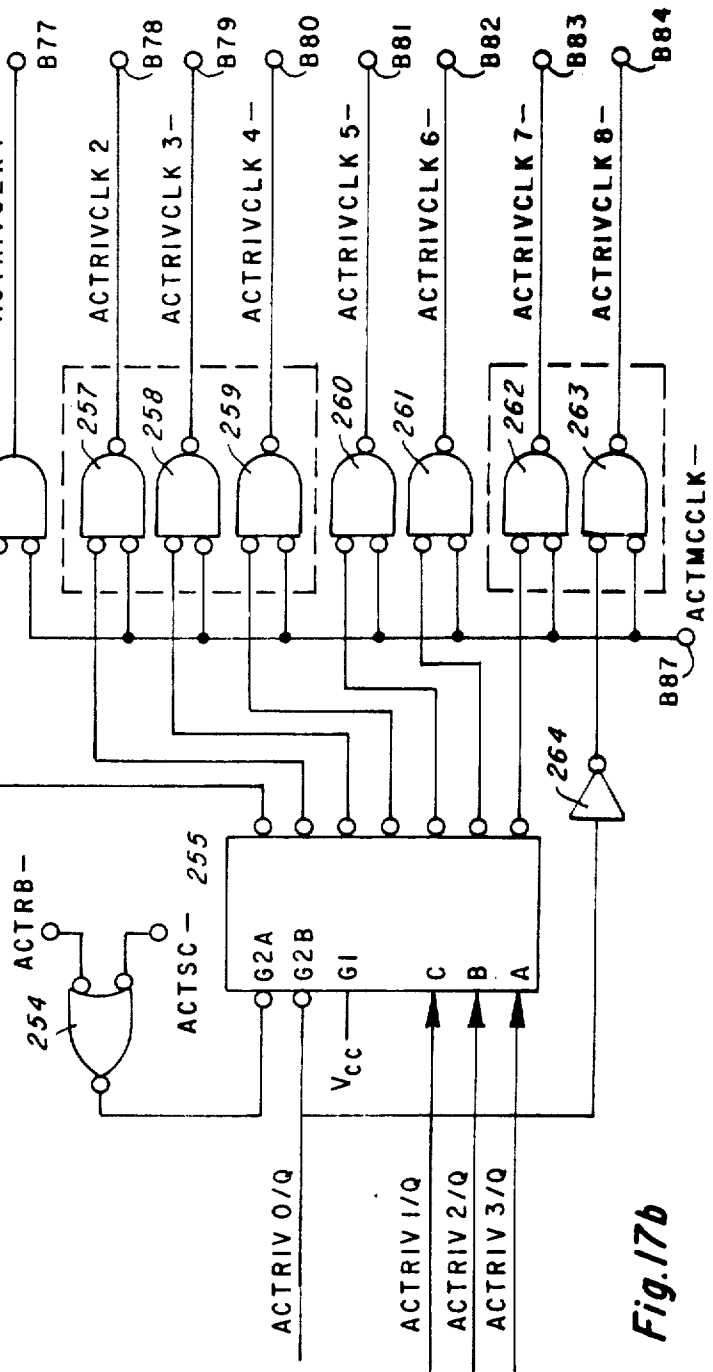 B77
ACTRIVCLK 2
B78
ACTRIVCLK 3-
B79
ACTRIVCLK 4-
B80
ACTRIVCLK 5-
B81
ACTRIVCLK 6-
B82
ACTRIVCLK 7-
B83
ACTRIVCLK 8-
B84
257
258
259
260
261
262
263
B87
ACTMCCLK-
264
ACTRB-
254
ACTSC-
255
G2A
G2B
VCC
G1
C
B
A
ACTRIV 0/Q
ACTRIV 1/Q
ACTRIV 2/Q
ACTRIV 3/Q
Fig.17b